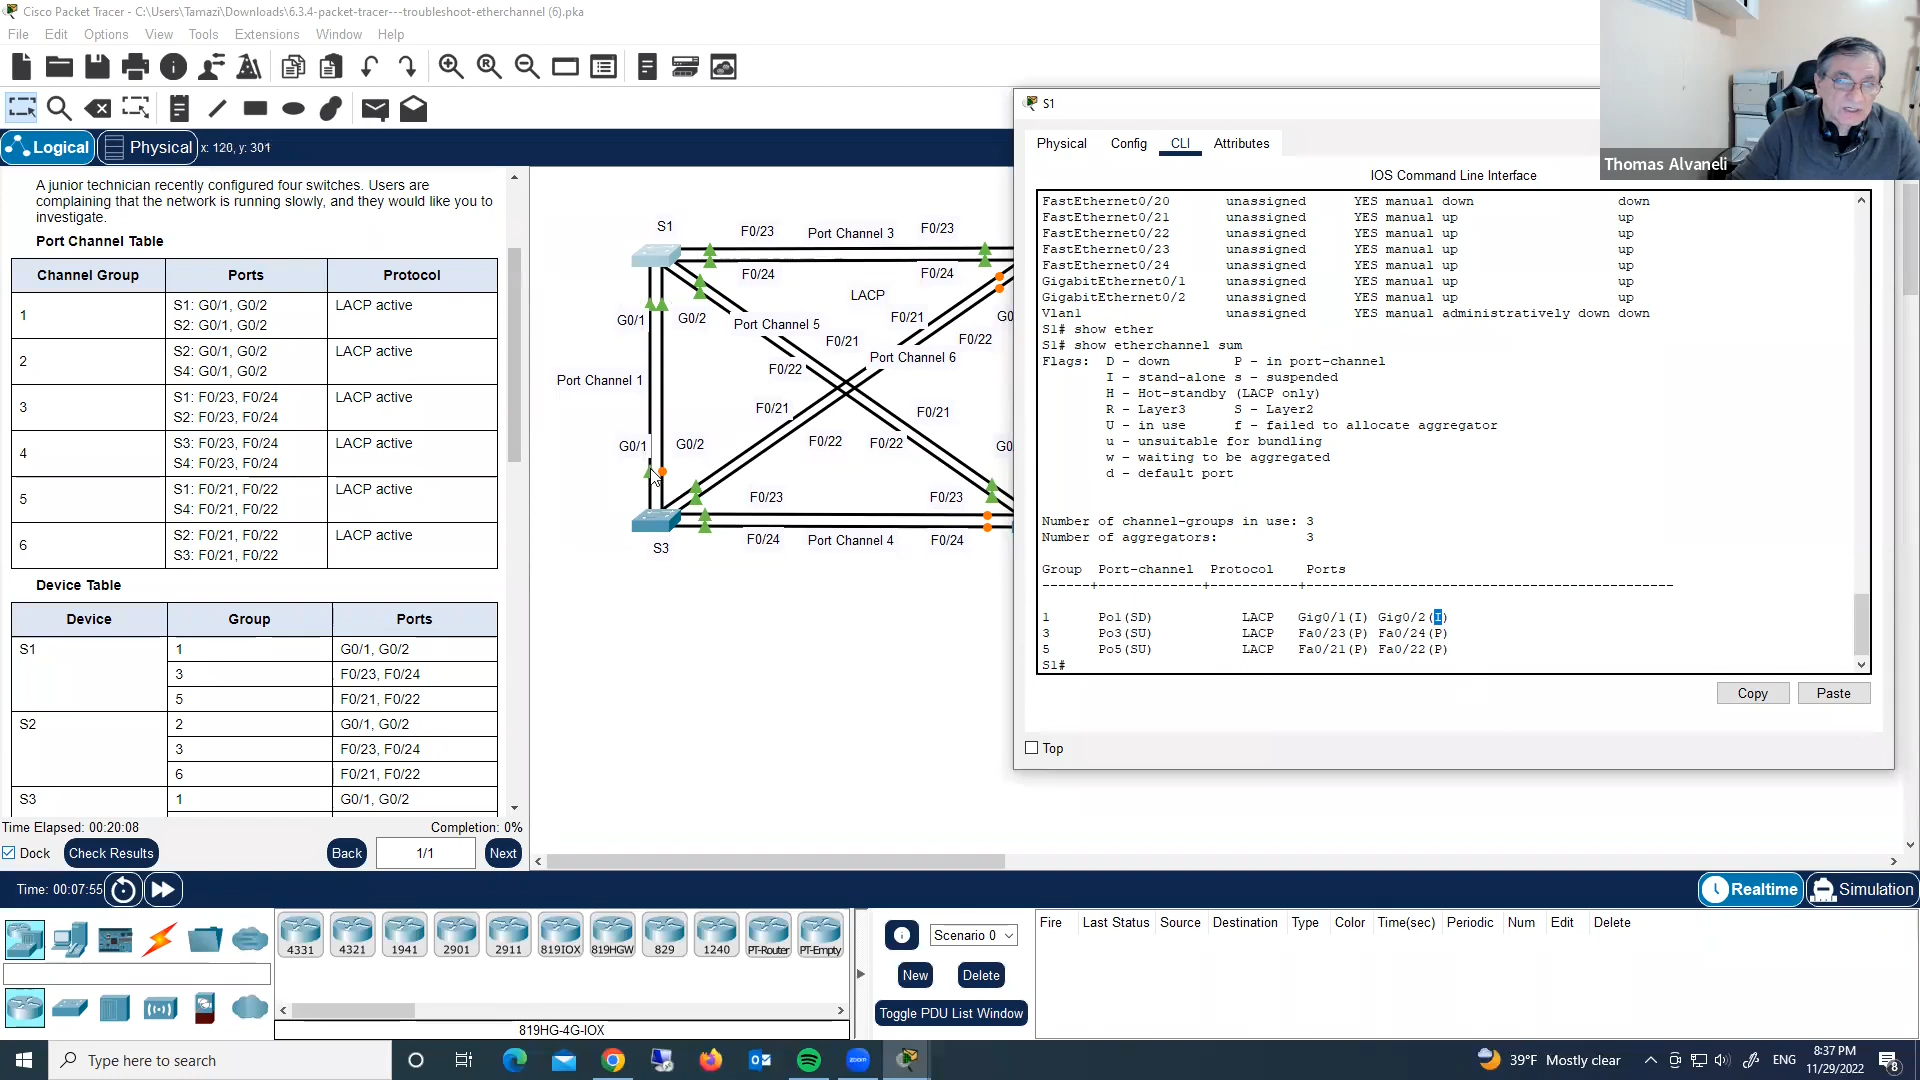 Cisco Packet Tracer - C:\Users\Tamazi\Downloads\6.3.4-packet-tracer---troubleshoot-etherchannel (6).pka
File Edit Options View Tools Extensions Window Help
Logical Physical x: 120, y: 301
A junior technician recently configured four switches. Users are
complaining that the network is running slowly, and they would like you to
investigate.
Port Channel Table
Channel Group Ports Protocol
1 S1: G0/1, G0/2 LACP active
S2: G0/1, G0/2
2 S2: G0/1, G0/2 LACP active
S4: G0/1, G0/2
3 S1: F0/23, F0/24 LACP active
S2: F0/23, F0/24
4 S3: F0/23, F0/24 LACP active
S4: F0/23, F0/24
5 S1: F0/21, F0/22 LACP active
S4: F0/21, F0/22
6 S2: F0/21, F0/22 LACP active
S3: F0/21, F0/22
Device Table
Device Group Ports
S1 1 G0/1, G0/2
3 F0/23, F0/24
5 F0/21, F0/22
S2 2 G0/1, G0/2
3 F0/23, F0/24
6 F0/21, F0/22
S3 1 G0/1, G0/2
Time Elapsed: 00:20:08 Completion: 0%
Dock Check Results Back 1/1 Next
S1 F0/23 Port Channel 3 F0/23
F0/24 F0/24
LACP
G0/1 G0/2 Port Channel 5 F0/21 G0
F0/21 F0/22
Port Channel 6
F0/22
Port Channel 1
F0/21 F0/21
G0/1 G0/2 F0/22 F0/22 G0
F0/23 F0/23
S3 F0/24 Port Channel 4 F0/24
S1
Physical Config CLI Attributes
IOS Command Line Interface
FastEthernet0/20 unassigned YES manual down down
FastEthernet0/21 unassigned YES manual up up
FastEthernet0/22 unassigned YES manual up up
FastEthernet0/23 unassigned YES manual up up
FastEthernet0/24 unassigned YES manual up up
GigabitEthernet0/1 unassigned YES manual up up
GigabitEthernet0/2 unassigned YES manual up up
Vlan1 unassigned YES manual administratively down down
S1# show ether
S1# show etherchannel sum
Flags: D - down P - in port-channel
I - stand-alone s - suspended
H - Hot-standby (LACP only)
R - Layer3 S - Layer2
U - in use f - failed to allocate aggregator
u - unsuitable for bundling
w - waiting to be aggregated
d - default port
Number of channel-groups in use: 3
Number of aggregators: 3
Group Port-channel Protocol Ports
------+-------------+-----------+----------------------------------------------
1 Po1(SD) LACP Gig0/1(I) Gig0/2(I)
3 Po3(SU) LACP Fa0/23(P) Fa0/24(P)
5 Po5(SU) LACP Fa0/21(P) Fa0/22(P)
S1#
Copy Paste
Top
Thomas Alvaneli
Time: 00:07:55 Realtime Simulation
4331 4321 1941 2901 2911 819IOX 819HGW 829 1240 PT-Router PT-Empty
819HG-4G-IOX
Scenario 0
New Delete
Toggle PDU List Window
Fire Last Status Source Destination Type Color Time(sec) Periodic Num Edit Delete
Type here to search
zoom
39°F Mostly clear ENG 8:37 PM
11/29/2022 8